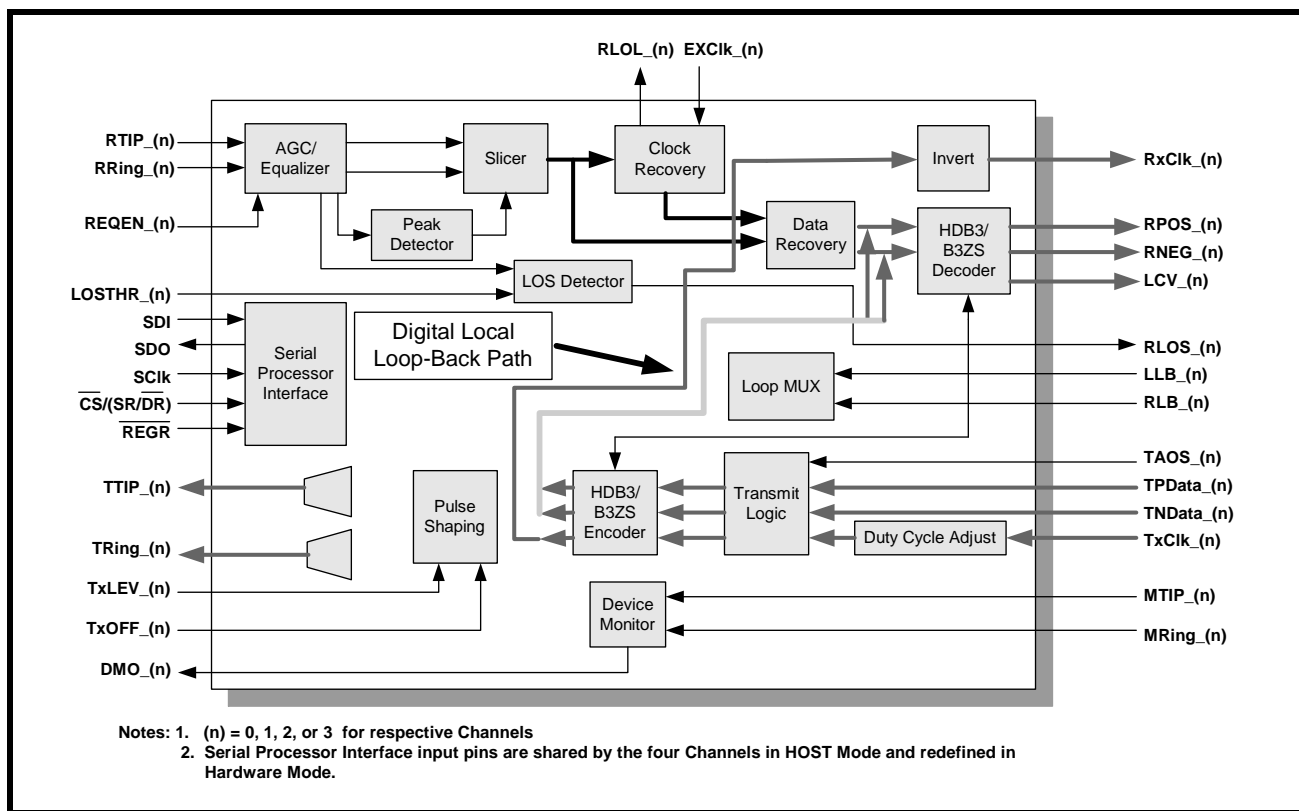 RLOL_(n) EXClk_(n)
RTIP_(n)
RRing_(n)
REQEN_(n)
LOSTHR_(n)
SDI
SDO
SClk
CS/(SR/DR)
REGR
TTIP_(n)
TRing_(n)
TxLEV_(n)
TxOFF_(n)
DMO_(n)
AGC/
Equalizer
Slicer
Clock
Recovery
Invert
Peak
Detector
Data
Recovery
HDB3/
B3ZS
Decoder
LOS Detector
Serial
Processor
Interface
Digital Local
Loop-Back Path
Loop MUX
Pulse
Shaping
HDB3/
B3ZS
Encoder
Transmit
Logic
Duty Cycle Adjust
Device
Monitor
RxClk_(n)
RPOS_(n)
RNEG_(n)
LCV_(n)
RLOS_(n)
LLB_(n)
RLB_(n)
TAOS_(n)
TPData_(n)
TNData_(n)
TxClk_(n)
MTIP_(n)
MRing_(n)
Notes: 1. (n) = 0, 1, 2, or 3 for respective Channels
2. Serial Processor Interface input pins are shared by the four Channels in HOST Mode and redefined in
Hardware Mode.